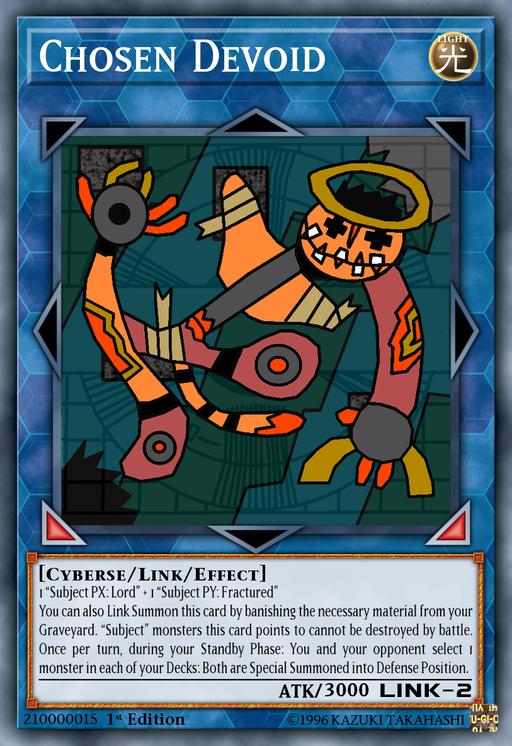 CHOSEN DEVOID
LIGHT
光
[CYBERSE/LINK/EFFECT]
1 “Subject PX: Lord” + 1 “Subject PY: Fractured”
You can also Link Summon this card by banishing the necessary material from your
Graveyard. “Subject” monsters this card points to cannot be destroyed by battle.
Once per turn, during your Standby Phase: You and your opponent select 1
monster in each of your Decks: Both are Special Summoned into Defense Position.
ATK/3000 LINK-2
210000015 1st Edition ©1996 KAZUKI TAKAHASHI